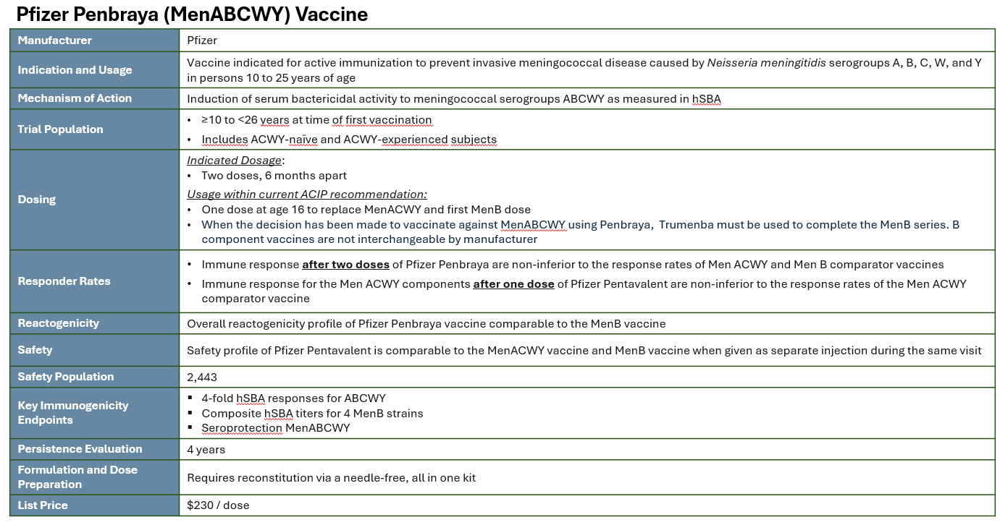 Pfizer Penbraya (MenABCWY) Vaccine
Manufacturer
Pfizer
Indication and Usage
Vaccine indicated for active immunization to prevent invasive meningococcal disease caused by Neisseria meningitidis serogroups A, B, C, W, and Y
in persons 10 to 25 years of age
Mechanism of Action
Induction of serum bactericidal activity to meningococcal serogroups ABCWY as measured in hSBA
Trial Population
• ≥10 to <26 years at time of first vaccination
• Includes ACWY-naïve and ACWY-experienced subjects
Dosing
Indicated Dosage:
• Two doses, 6 months apart
Usage within current ACIP recommendation:
• One dose at age 16 to replace MenACWY and first MenB dose
• When the decision has been made to vaccinate against MenABCWY using Penbraya, Trumenba must be used to complete the MenB series. B
component vaccines are not interchangeable by manufacturer
Responder Rates
• Immune response after two doses of Pfizer Penbraya are non-inferior to the response rates of Men ACWY and Men B comparator vaccines
• Immune response for the Men ACWY components after one dose of Pfizer Pentavalent are non-inferior to the response rates of the Men ACWY
comparator vaccine
Reactogenicity
Overall reactogenicity profile of Pfizer Penbraya vaccine comparable to the MenB vaccine
Safety
Safety profile of Pfizer Pentavalent is comparable to the MenACWY vaccine and MenB vaccine when given as separate injection during the same visit
Safety Population
2,443
Key Immunogenicity
Endpoints
▪ 4-fold hSBA responses for ABCWY
▪ Composite hSBA titers for 4 MenB strains
▪ Seroprotection MenABCWY
Persistence Evaluation
4 years
Formulation and Dose
Preparation
Requires reconstitution via a needle-free, all in one kit
List Price
$230 / dose